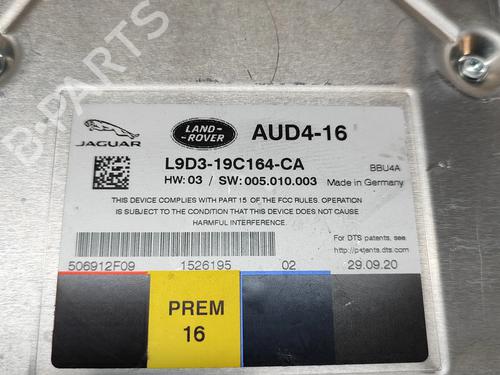 B-PARTS
JAGUAR
LAND-
ROVER
AUD4-16
L9D3-19C164-CA
BBU4A
HW: 03 / SW: 005.010.003
Made in Germany
THIS DEVICE COMPLIES WITH PART 15 OF THE FCC RULES. OPERATION
IS SUBJECT TO THE CONDITION THAT THIS DEVICE DOES NOT CAUSE
HARMFUL INTERFERENCE.
For DTS patents, see
http://patents.dts.com
506912F09 1526195 02 29.09.20
PREM
16